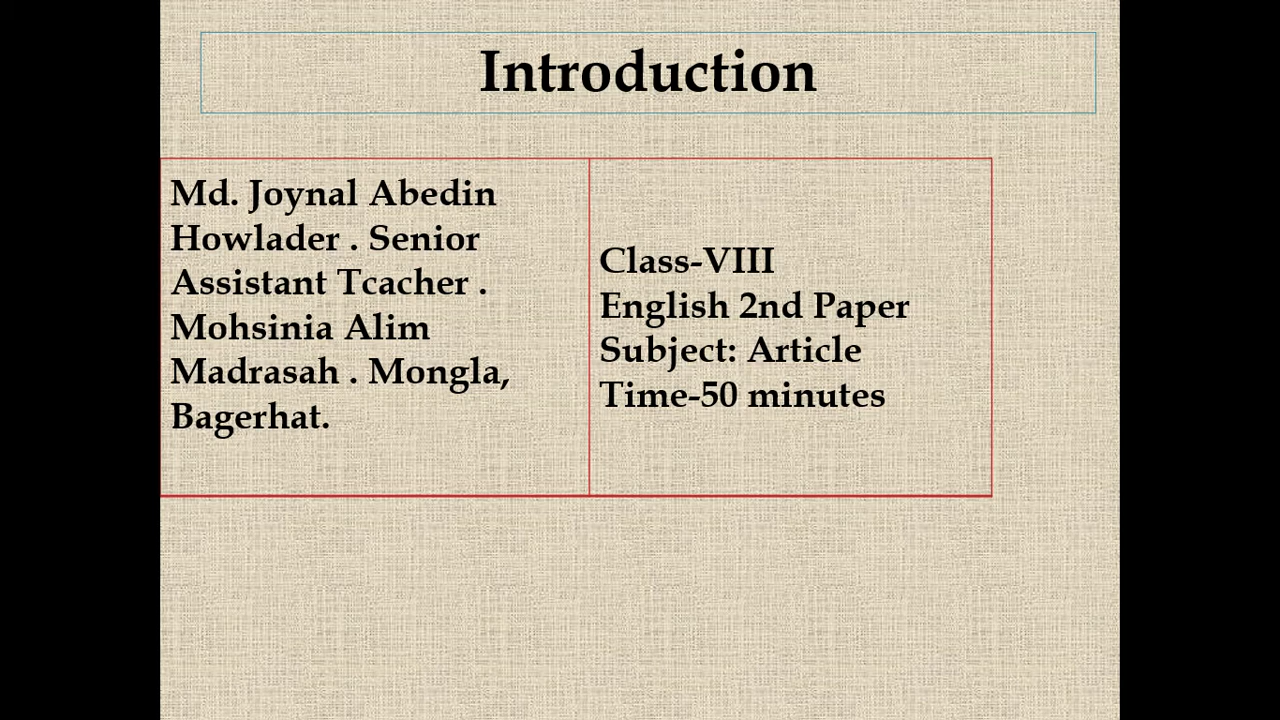 Introduction
Md. Joynal Abedin
Howlader . Senior
Assistant Tcacher .
Mohsinia Alim
Madrasah . Mongla,
Bagerhat.
Class-VIII
English 2nd Paper
Subject: Article
Time-50 minutes